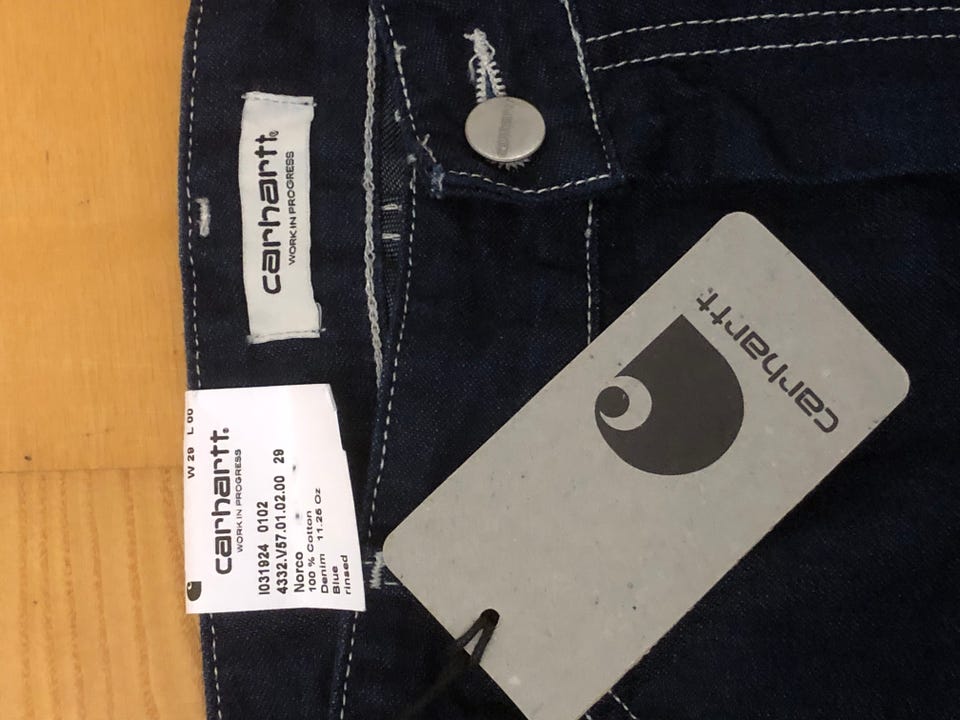 carhartt®
WORK IN PROGRESS
W 29 L 00
carhartt®
WORK IN PROGRESS
I031924 0102
4332.V57.01.02.00 29
Norco
100 % Cotton
Denim 11.25 Oz
Blue
rinsed
carhartt